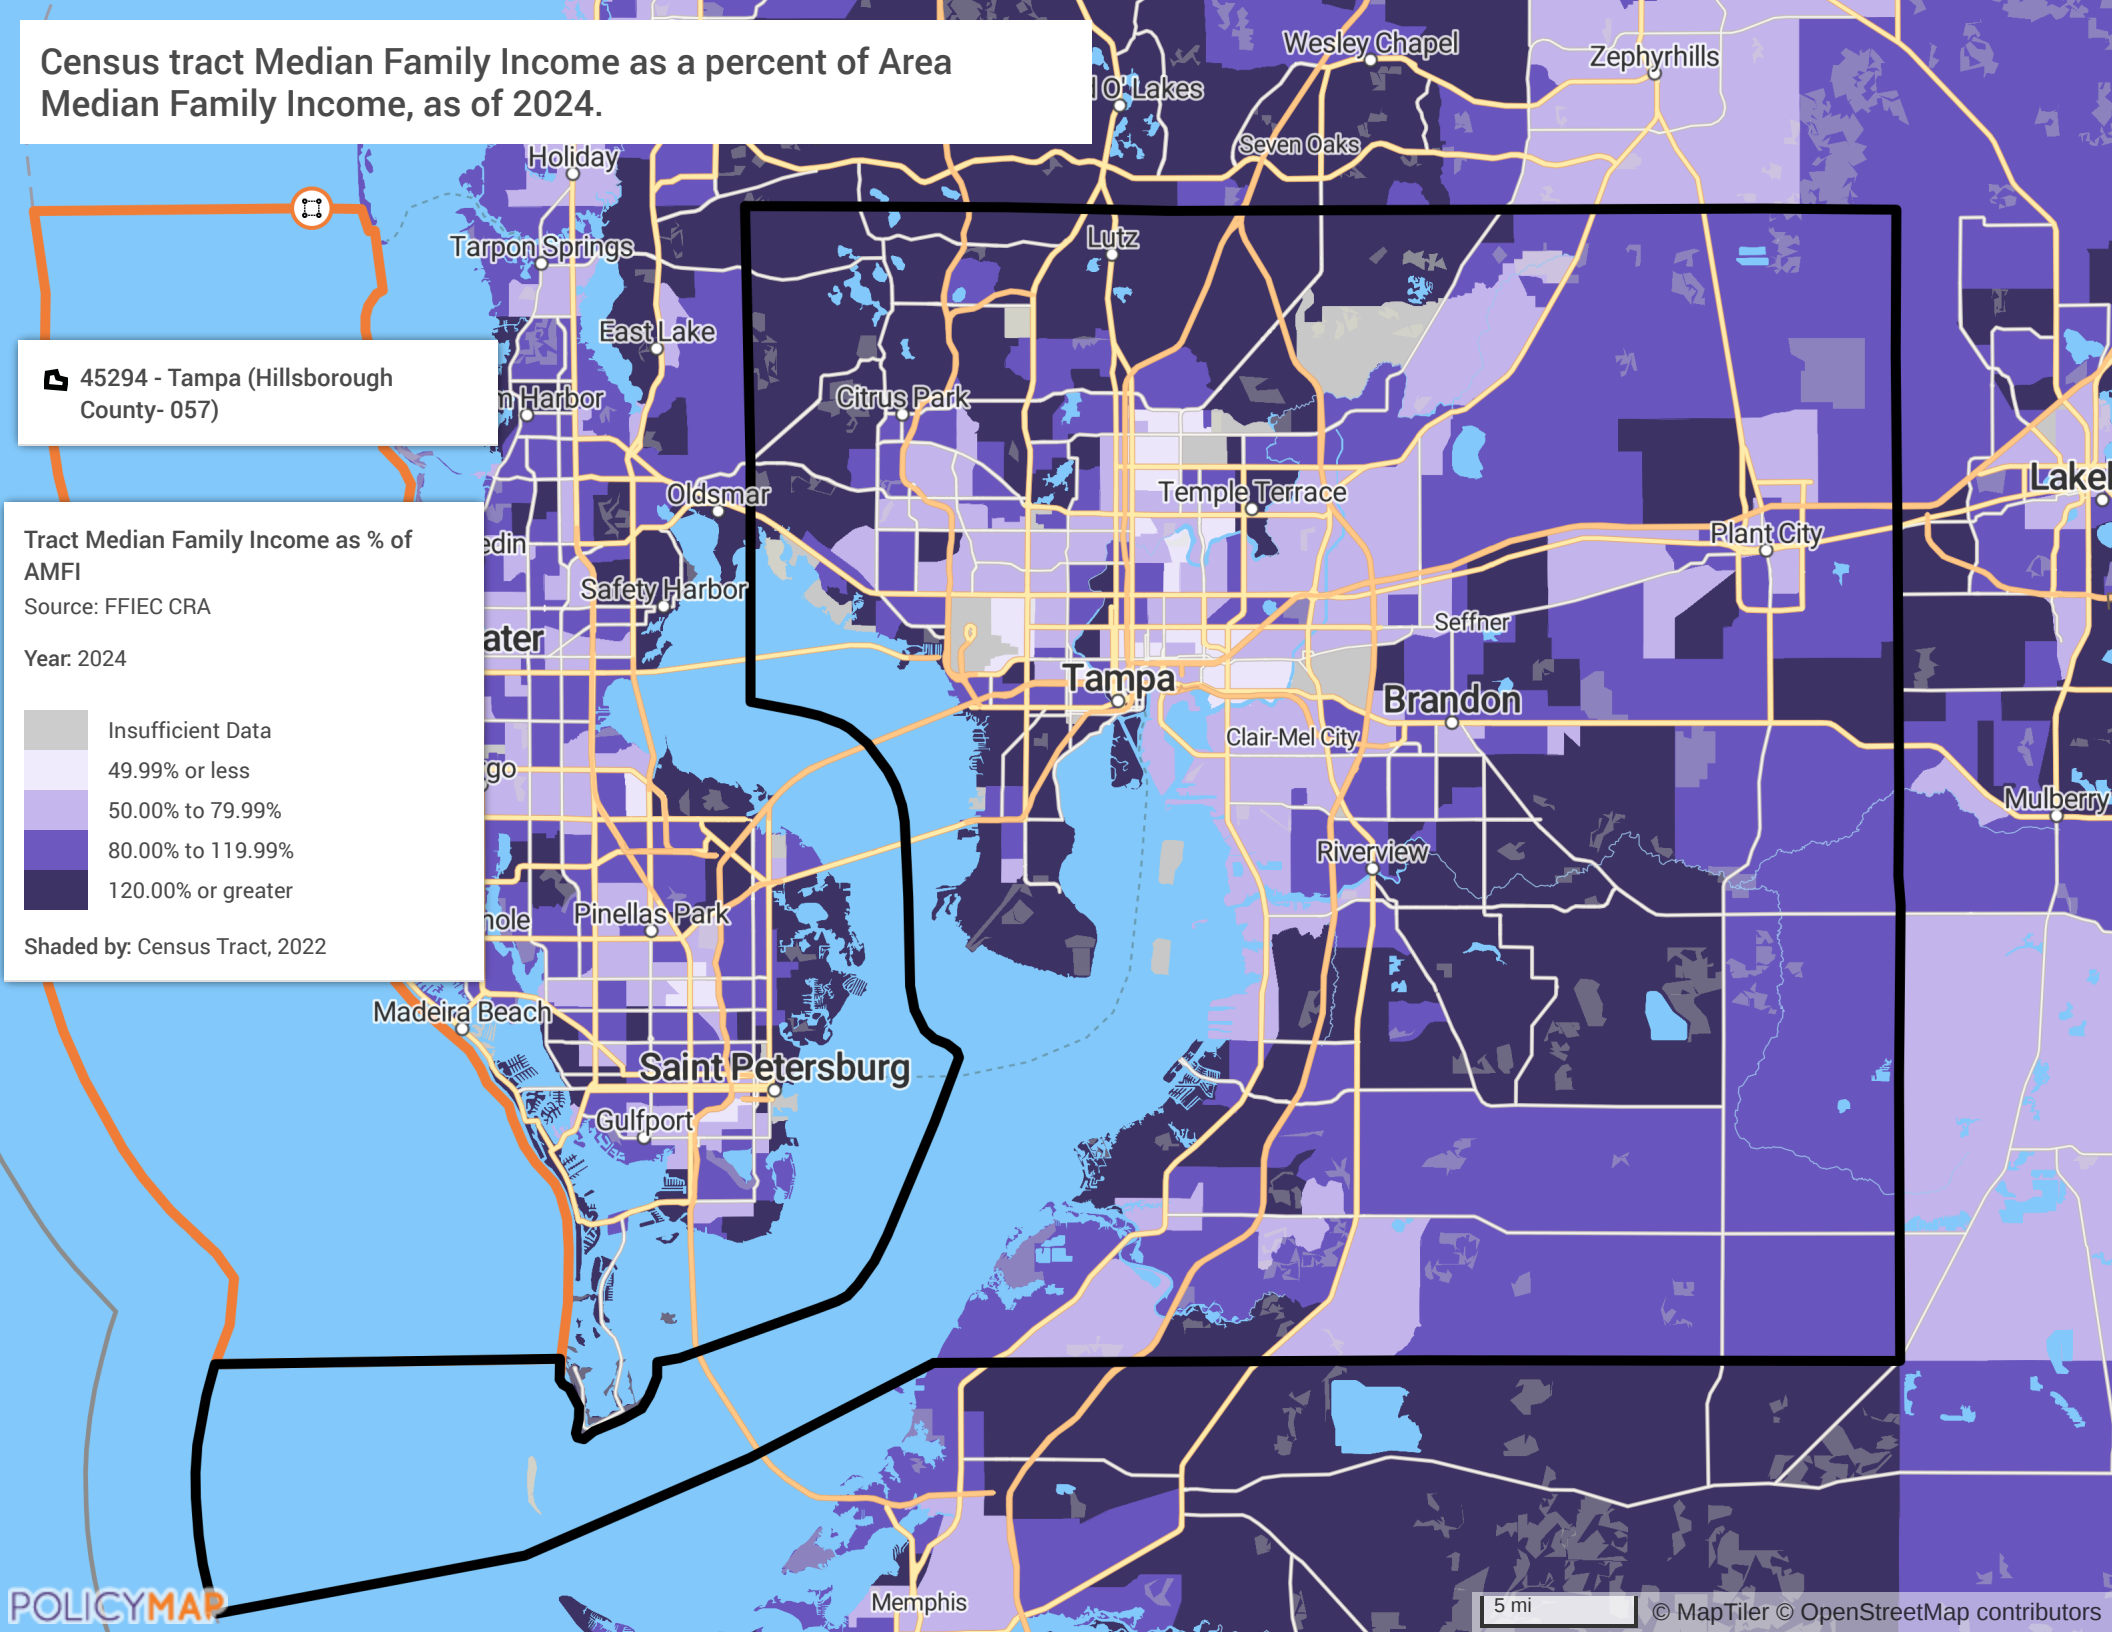 Census tract Median Family Income as a percent of Area
Median Family Income, as of 2024.
Wesley Chapel
Zephyrhills
O' Lakes
Seven Oaks
Holiday
Tarpon Springs
Lutz
East Lake
45294 - Tampa (Hillsborough
County- 057)
Harbor
Citrus Park
Oldsmar
Temple Terrace
Plant City
Tract Median Family Income as % of
AMFI
Source: FFIEC CRA
Year: 2024
Insufficient Data
49.99% or less
50.00% to 79.99%
80.00% to 119.99%
120.00% or greater
Shaded by: Census Tract, 2022
edin
Safety Harbor
Seffner
ater
Tampa
Brandon
Clair-Mel City
go
Mulberry
Riverview
Pinellas Park
nole
Madeira Beach
Saint Petersburg
Gulfport
Memphis
POLICYMAP
5 mi
© MapTiler © OpenStreetMap contributors